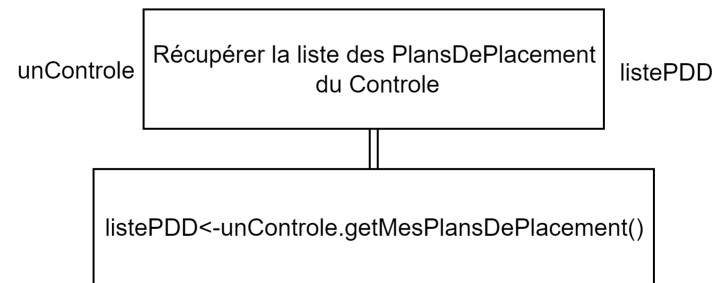 unControle
Récupérer la liste des PlansDePlacement
du Controle
listePDD
listePDD<-unControle.getMesPlansDePlacement()